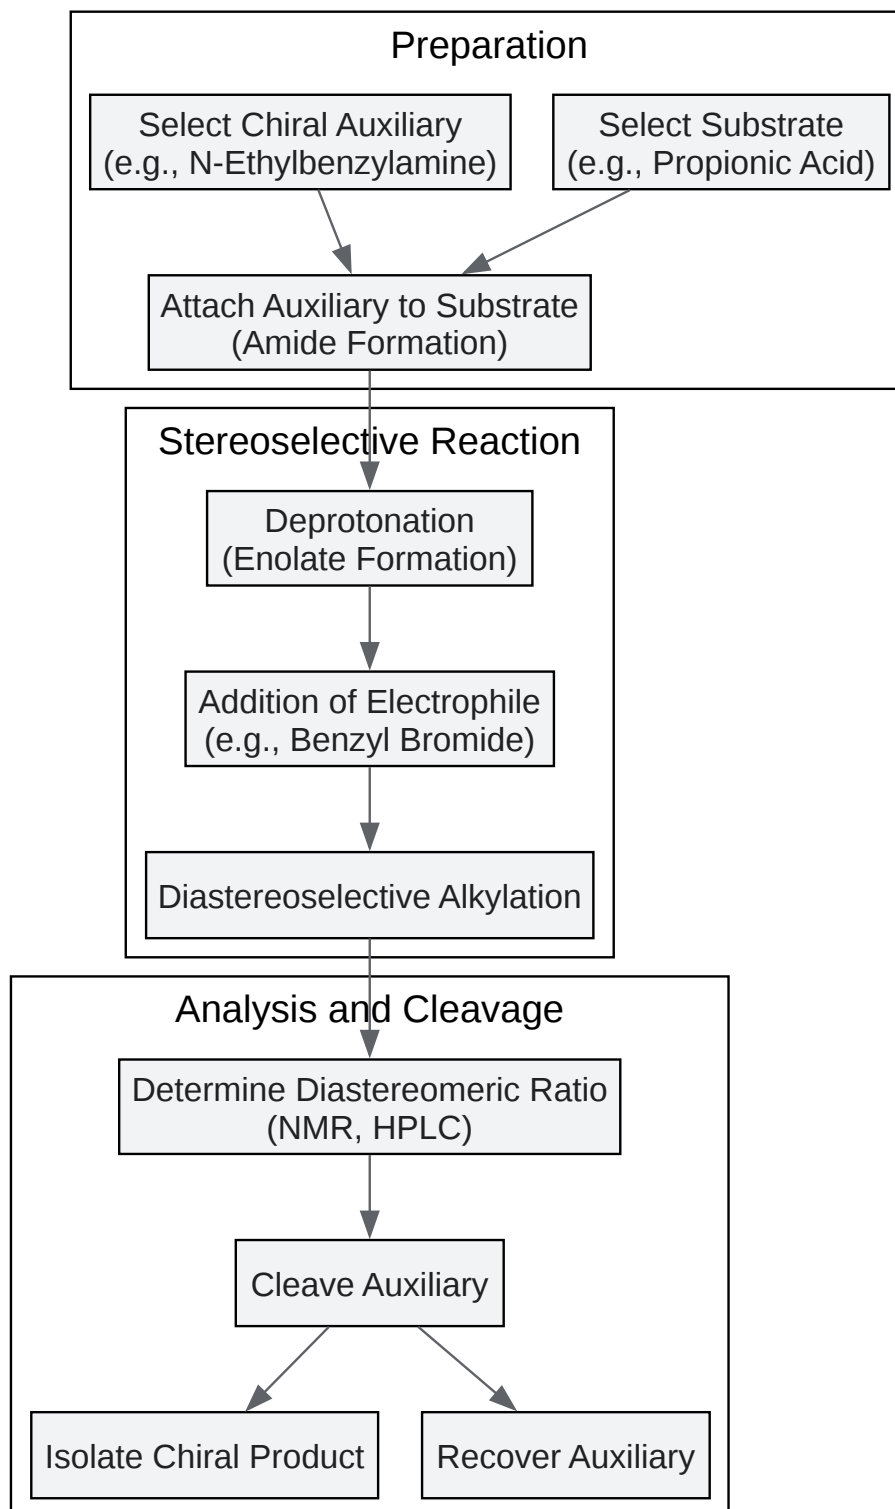 Preparation
Select Chiral Auxiliary
(e.g., N-Ethylbenzylamine)
Select Substrate
(e.g., Propionic Acid)
Attach Auxiliary to Substrate
(Amide Formation)
Stereoselective Reaction
Deprotonation
(Enolate Formation)
Addition of Electrophile
(e.g., Benzyl Bromide)
Diastereoselective Alkylation
Analysis and Cleavage
Determine Diastereomeric Ratio
(NMR, HPLC)
Cleave Auxiliary
Isolate Chiral Product
Recover Auxiliary